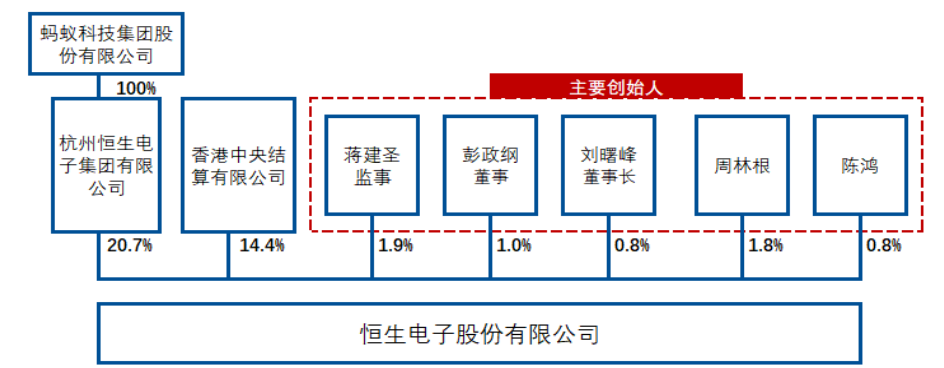 蚂蚁科技集团股
份有限公司
100%
主要创始人
杭州恒生电
子集团有限
公司
香港中央结
算有限公司
蒋建圣
监事
彭政纲
董事
刘曙峰
董事长
周林根
陈鸿
20.7%
14.4%
1.9%
1.0%
0.8%
1.8%
0.8%
恒生电子股份有限公司